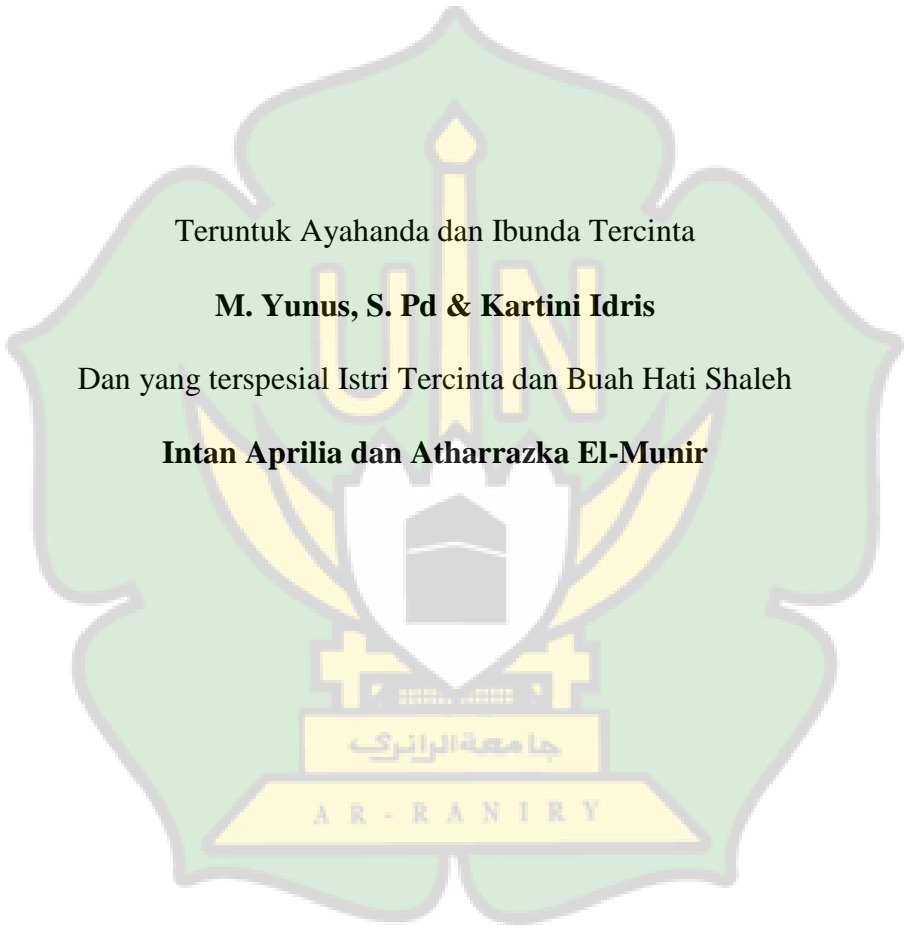 Teruntuk Ayahanda dan Ibunda Tercinta
M. Yunus, S. Pd & Kartini Idris
Dan yang terspesial Istri Tercinta dan Buah Hati Shaleh
Intan Aprilia dan Atharrazka El-Munir
UIN
جامعة الرانري
AR-RANIRY